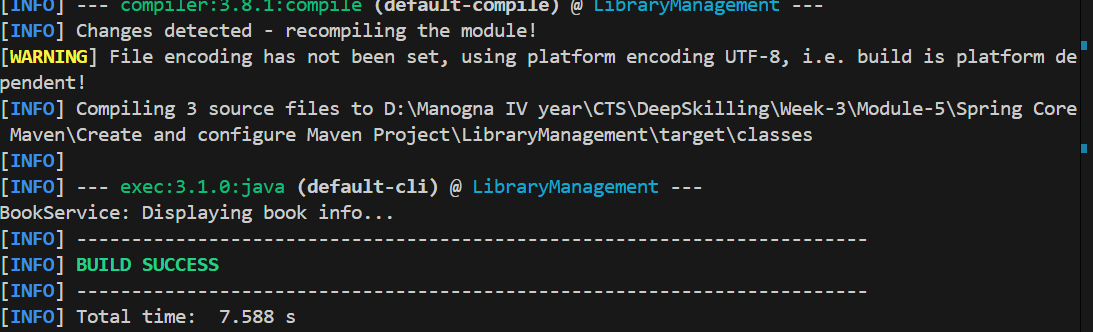 [INFO] --- compiler:3.8.1:compile (default-compile) @ LibraryManagement ---
[INFO] Changes detected - recompiling the module!
[WARNING] File encoding has not been set, using platform encoding UTF-8, i.e. build is platform de
pendent!
[INFO] Compiling 3 source files to D:\Manogna IV year\CTS\DeepSkilling\Week-3\Module-5\Spring Core
 Maven\Create and configure Maven Project\LibraryManagement\target\classes
[INFO]
[INFO] --- exec:3.1.0:java (default-cli) @ LibraryManagement ---
BookService: Displaying book info...
[INFO] ------------------------------------------------------------------------
[INFO] BUILD SUCCESS
[INFO] ------------------------------------------------------------------------
[INFO] Total time:  7.588 s